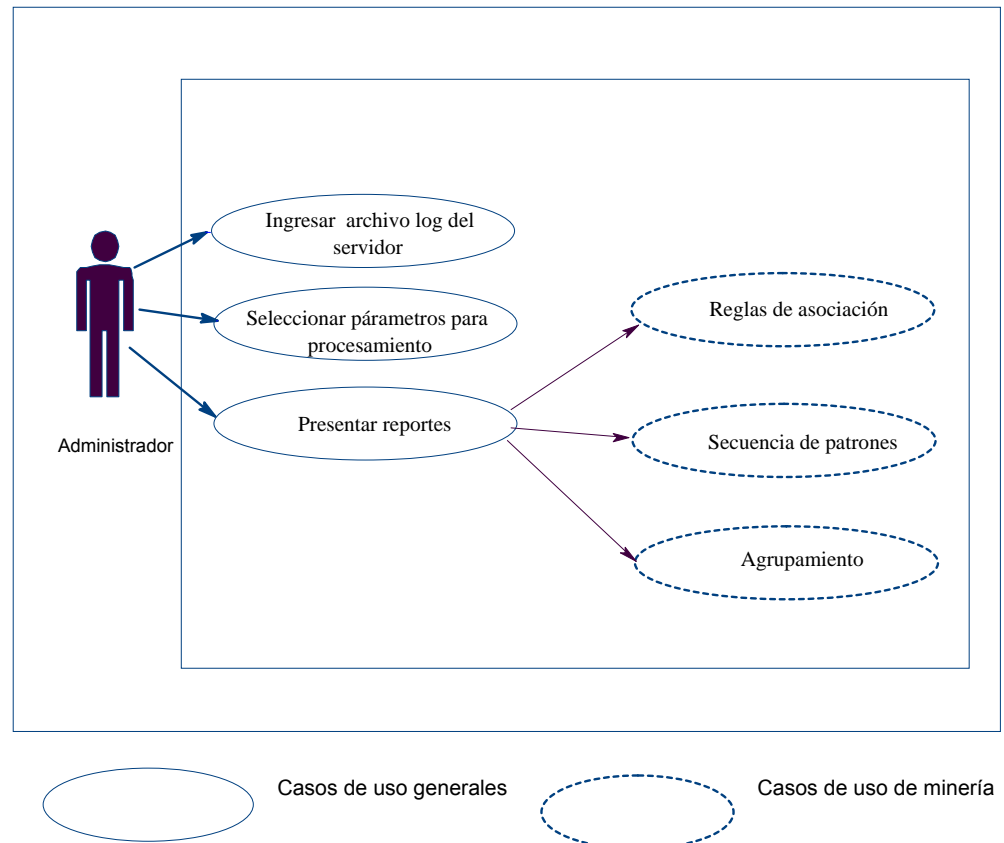 Ingresar archivo log del
servidor
Seleccionar párametros para
procesamiento
Presentar reportes
Administrador
Reglas de asociación
Secuencia de patrones
Agrupamiento
Casos de uso generales
Casos de uso de minería